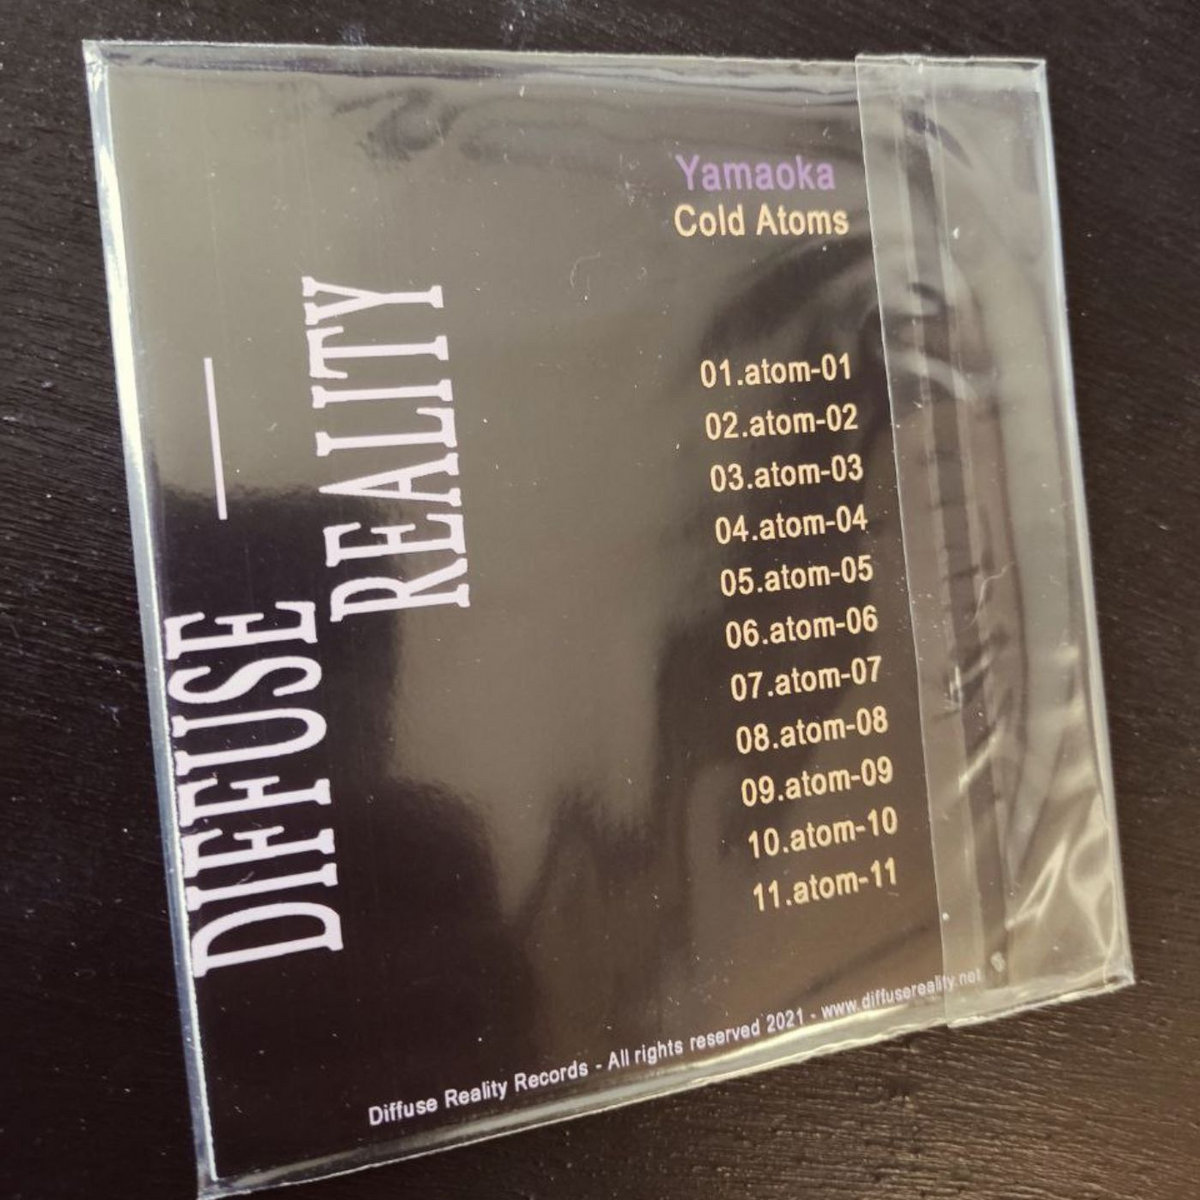 Yamaoka
Cold Atoms
DIFFUSE
REALITY
01.atom-01
02.atom-02
03.atom-03
04.atom-04
05.atom-05
06.atom-06
07.atom-07
08.atom-08
09.atom-09
10.atom-10
11.atom-11
Diffuse Reality Records - All rights reserved 2021 - www.diffusereality.net